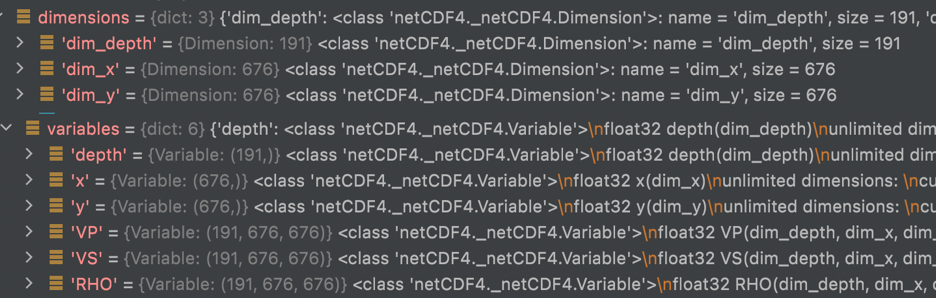 dimensions = {dict: 3} {'dim_depth': <class 'netCDF4._netCDF4.Dimension'>: name = 'dim_depth', size = 191, 'd
'dim_depth' = {Dimension: 191} <class 'netCDF4._netCDF4.Dimension'>: name = 'dim_depth', size = 191
'dim_x' = {Dimension: 676} <class 'netCDF4._netCDF4.Dimension'>: name = 'dim_x', size = 676
'dim_y' = {Dimension: 676} <class 'netCDF4._netCDF4.Dimension'>: name = 'dim_y', size = 676
variables = {dict: 6} {'depth': <class 'netCDF4._netCDF4.Variable'>\nfloat32 depth(dim_depth)\nunlimited dim
'depth' = {Variable: (191,)} <class 'netCDF4._netCDF4.Variable'>\nfloat32 depth(dim_depth)\nunlimited dime
'x' = {Variable: (676,)} <class 'netCDF4._netCDF4.Variable'>\nfloat32 x(dim_x)\nunlimited dimensions: \ncu
'y' = {Variable: (676,)} <class 'netCDF4._netCDF4.Variable'>\nfloat32 y(dim_y)\nunlimited dimensions: \ncu
'VP' = {Variable: (191, 676, 676)} <class 'netCDF4._netCDF4.Variable'>\nfloat32 VP(dim_depth, dim_x, dim_
'VS' = {Variable: (191, 676, 676)} <class 'netCDF4._netCDF4.Variable'>\nfloat32 VS(dim_depth, dim_x, dim_
'RHO' = {Variable: (191, 676, 676)} <class 'netCDF4._netCDF4.Variable'>\nfloat32 RHO(dim_depth, dim_x,